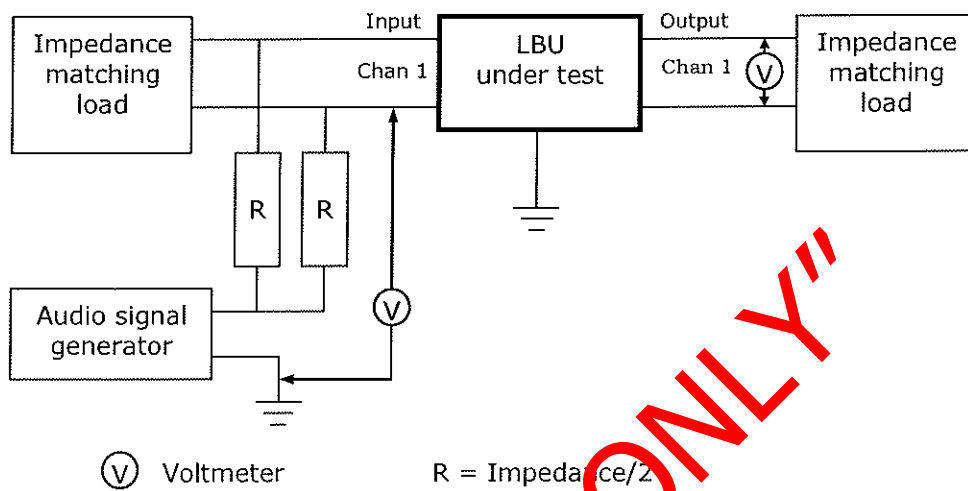 Impedance
matching
load
Input
Chan 1
LBU
under test
Output
Chan 1
V
Impedance
matching
load
R
R
V
Audio signal
generator
V Voltmeter
R = Impedance/2
ONLY”